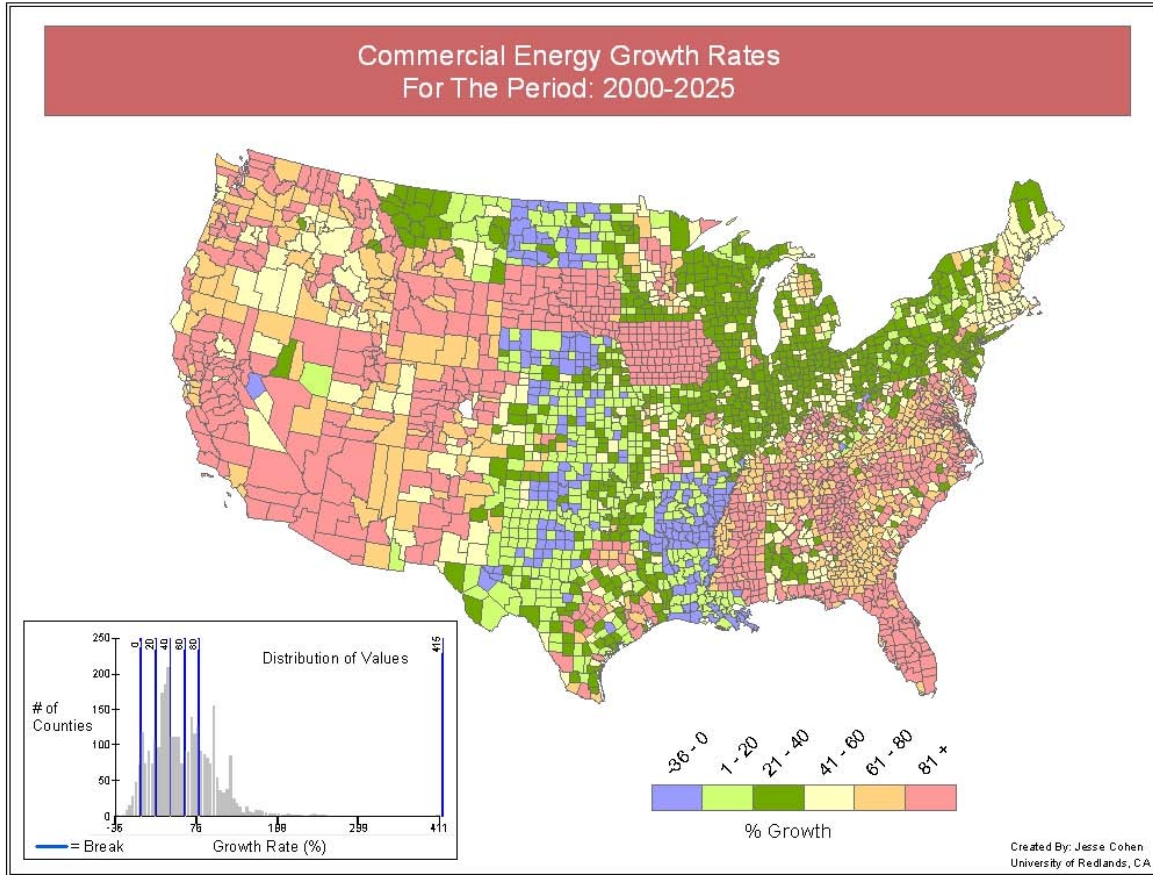 Commercial Energy Growth Rates
For The Period: 2000-2025
250
200
150
100
50
0
0
20
40
60
80
415
Distribution of Values
# of
Counties
-36
76
188
299
411
= Break
Growth Rate (%)
-36 - 0
1 - 20
21 - 40
41 - 60
61 - 80
81 +
% Growth
Created By: Jesse Cohen
University of Redlands, CA